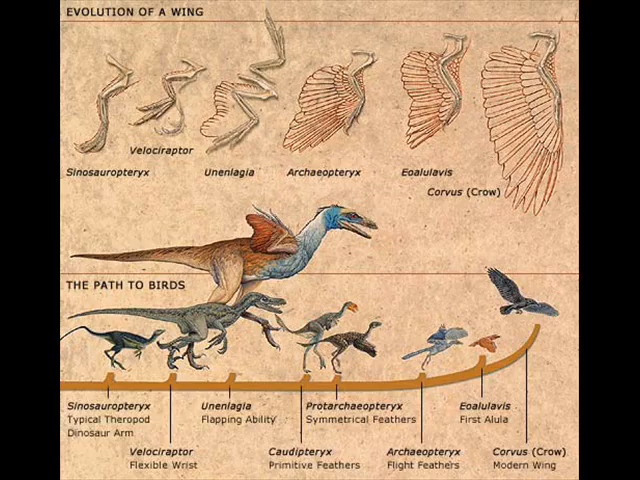 EVOLUTION OF A WING
Velociraptor
Sinosauropteryx
Unenlagia
Archaeopteryx
Eoalulavis
Corvus (Crow)
THE PATH TO BIRDS
Sinosauropteryx
Typical Theropod
Dinosaur Arm
Unenlagia
Flapping Ability
Protarchaeopteryx
Symmetrical Feathers
Eoalulavis
First Alula
Velociraptor
Flexible Wrist
Caudipteryx
Primitive Feathers
Archaeopteryx
Flight Feathers
Corvus (Crow)
Modern Wing